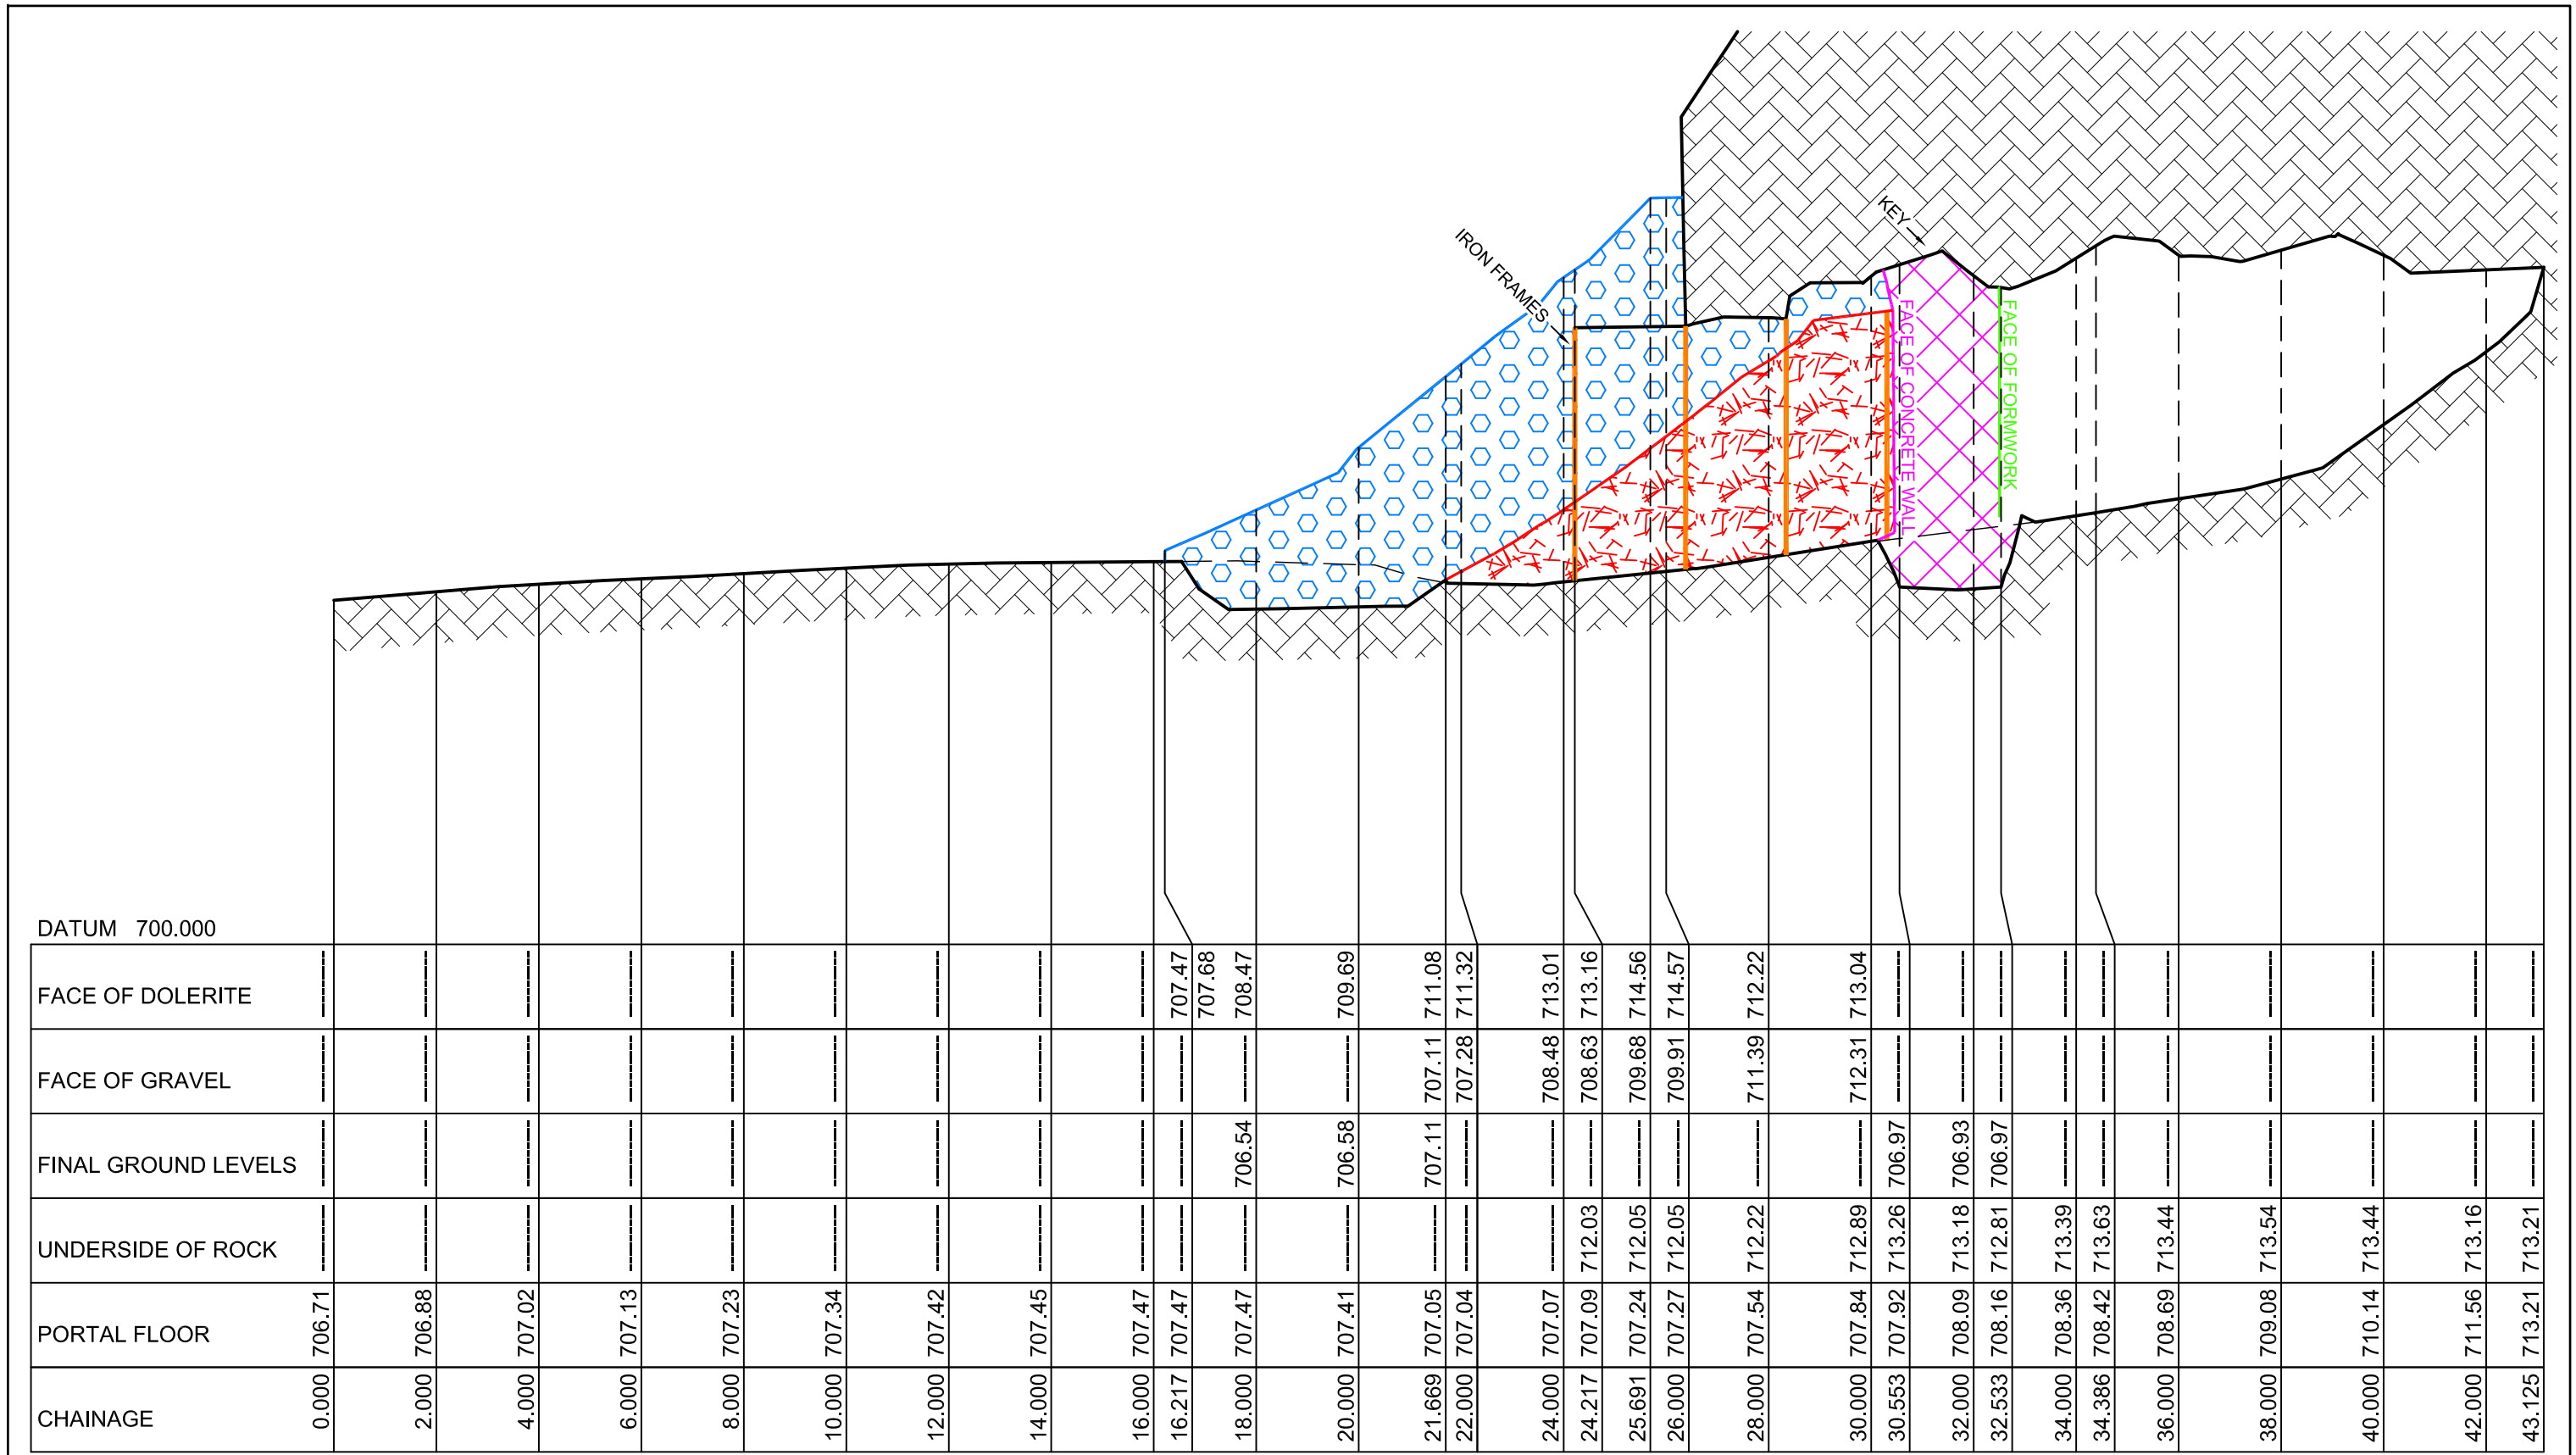 IRON FRAMES
KEY
FACE OF CONCRETE WALL
FACE OF FORMWORK
DATUM 700.000
FACE OF DOLERITE 707.47 707.68 708.47 709.69 711.08 711.32 713.01 713.16 714.56 714.57 712.22 713.04
FACE OF GRAVEL 707.11 707.28 708.48 708.63 709.68 709.91 711.39 712.31
FINAL GROUND LEVELS 706.54 706.58 707.11 706.97 706.93 706.97
UNDERSIDE OF ROCK 712.03 712.05 712.05 712.22 712.89 713.26 713.18 712.81 713.39 713.63 713.44 713.54 713.44 713.16 713.21
PORTAL FLOOR 706.71 706.88 707.02 707.13 707.23 707.34 707.42 707.45 707.47 707.47 707.47 707.41 707.05 707.04 707.07 707.09 707.24 707.27 707.54 707.84 707.92 708.09 708.16 708.36 708.42 708.69 709.08 710.14 711.56 713.21
CHAINAGE 0.000 2.000 4.000 6.000 8.000 10.000 12.000 14.000 16.000 16.217 18.000 20.000 21.669 22.000 24.000 24.217 25.691 26.000 28.000 30.000 30.553 32.000 32.533 34.000 34.386 36.000 38.000 40.000 42.000 43.125